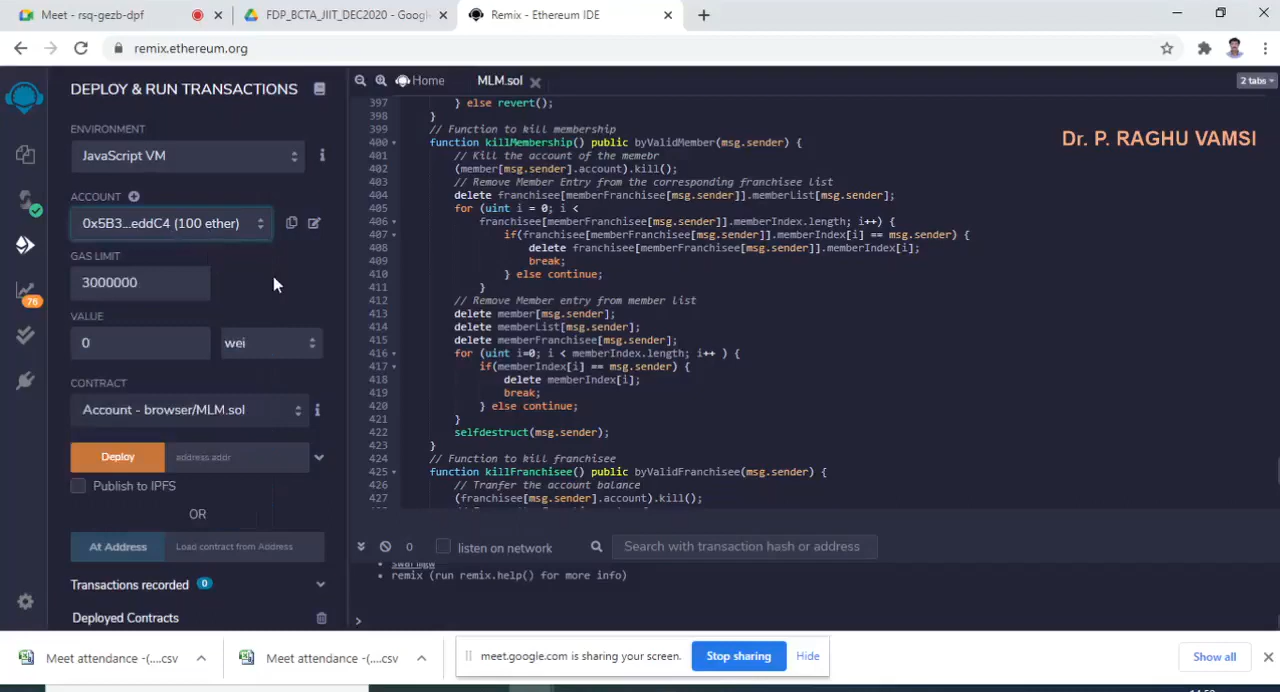 Meet - rsq-gezb-dpf
FDP_BCTA_JIIT_DEC2020 - Google
Remix - Ethereum IDE
remix.ethereum.org
DEPLOY & RUN TRANSACTIONS
Home
MLM.sol
2 tabs
Dr. P. RAGHU VAMSI
ENVIRONMENT
JavaScript VM
ACCOUNT
0x5B3...eddC4 (100 ether)
GAS LIMIT
3000000
VALUE
0
wei
CONTRACT
Account - browser/MLM.sol
Deploy
address addr
Publish to IPFS
OR
At Address
Load contract from Address
Transactions recorded 0
Deployed Contracts
76
397 } else revert();
398 }
399 // Function to kill membership
400 function killMembership() public byValidMember(msg.sender) {
401 // Kill the account of the memebr
402 (member[msg.sender].account).kill();
403 // Remove Member Entry from the corresponding franchisee list
404 delete franchisee[memberFranchisee[msg.sender]].memberList[msg.sender];
405 for (uint i = 0; i <
406 franchisee[memberFranchisee[msg.sender]].memberIndex.length; i++) {
407 if(franchisee[memberFranchisee[msg.sender]].memberIndex[i] == msg.sender) {
408 delete franchisee[memberFranchisee[msg.sender]].memberIndex[i];
409 break;
410 } else continue;
411 }
412 // Remove Member entry from member list
413 delete member[msg.sender];
414 delete memberList[msg.sender];
415 delete memberFranchisee[msg.sender];
416 for (uint i=0; i < memberIndex.length; i++ ) {
417 if(memberIndex[i] == msg.sender) {
418 delete memberIndex[i];
419 break;
420 } else continue;
421 }
422 selfdestruct(msg.sender);
423 }
424 // Function to kill franchisee
425 function killFranchisee() public byValidFranchisee(msg.sender) {
426 // Tranfer the account balance
427 (franchisee[msg.sender].account).kill();
0
listen on network
Search with transaction hash or address
swarmgw
remix (run remix.help() for more info)
>
Meet attendance -(....csv
Meet attendance -(....csv
meet.google.com is sharing your screen.
Stop sharing
Hide
Show all